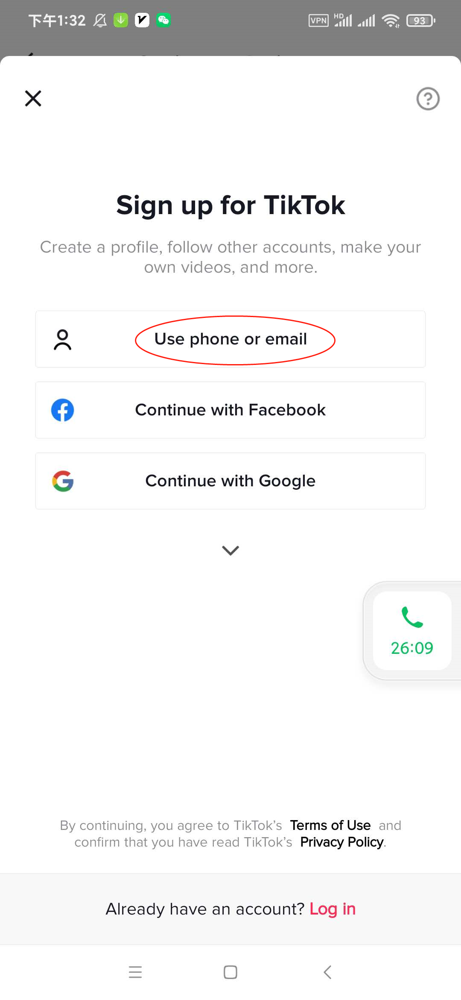 下午1:32
VPN HD 93
Sign up for TikTok
Create a profile, follow other accounts, make your
own videos, and more.
Use phone or email
Continue with Facebook
Continue with Google
26:09
By continuing, you agree to TikTok’s Terms of Use and
confirm that you have read TikTok’s Privacy Policy.
Already have an account? Log in